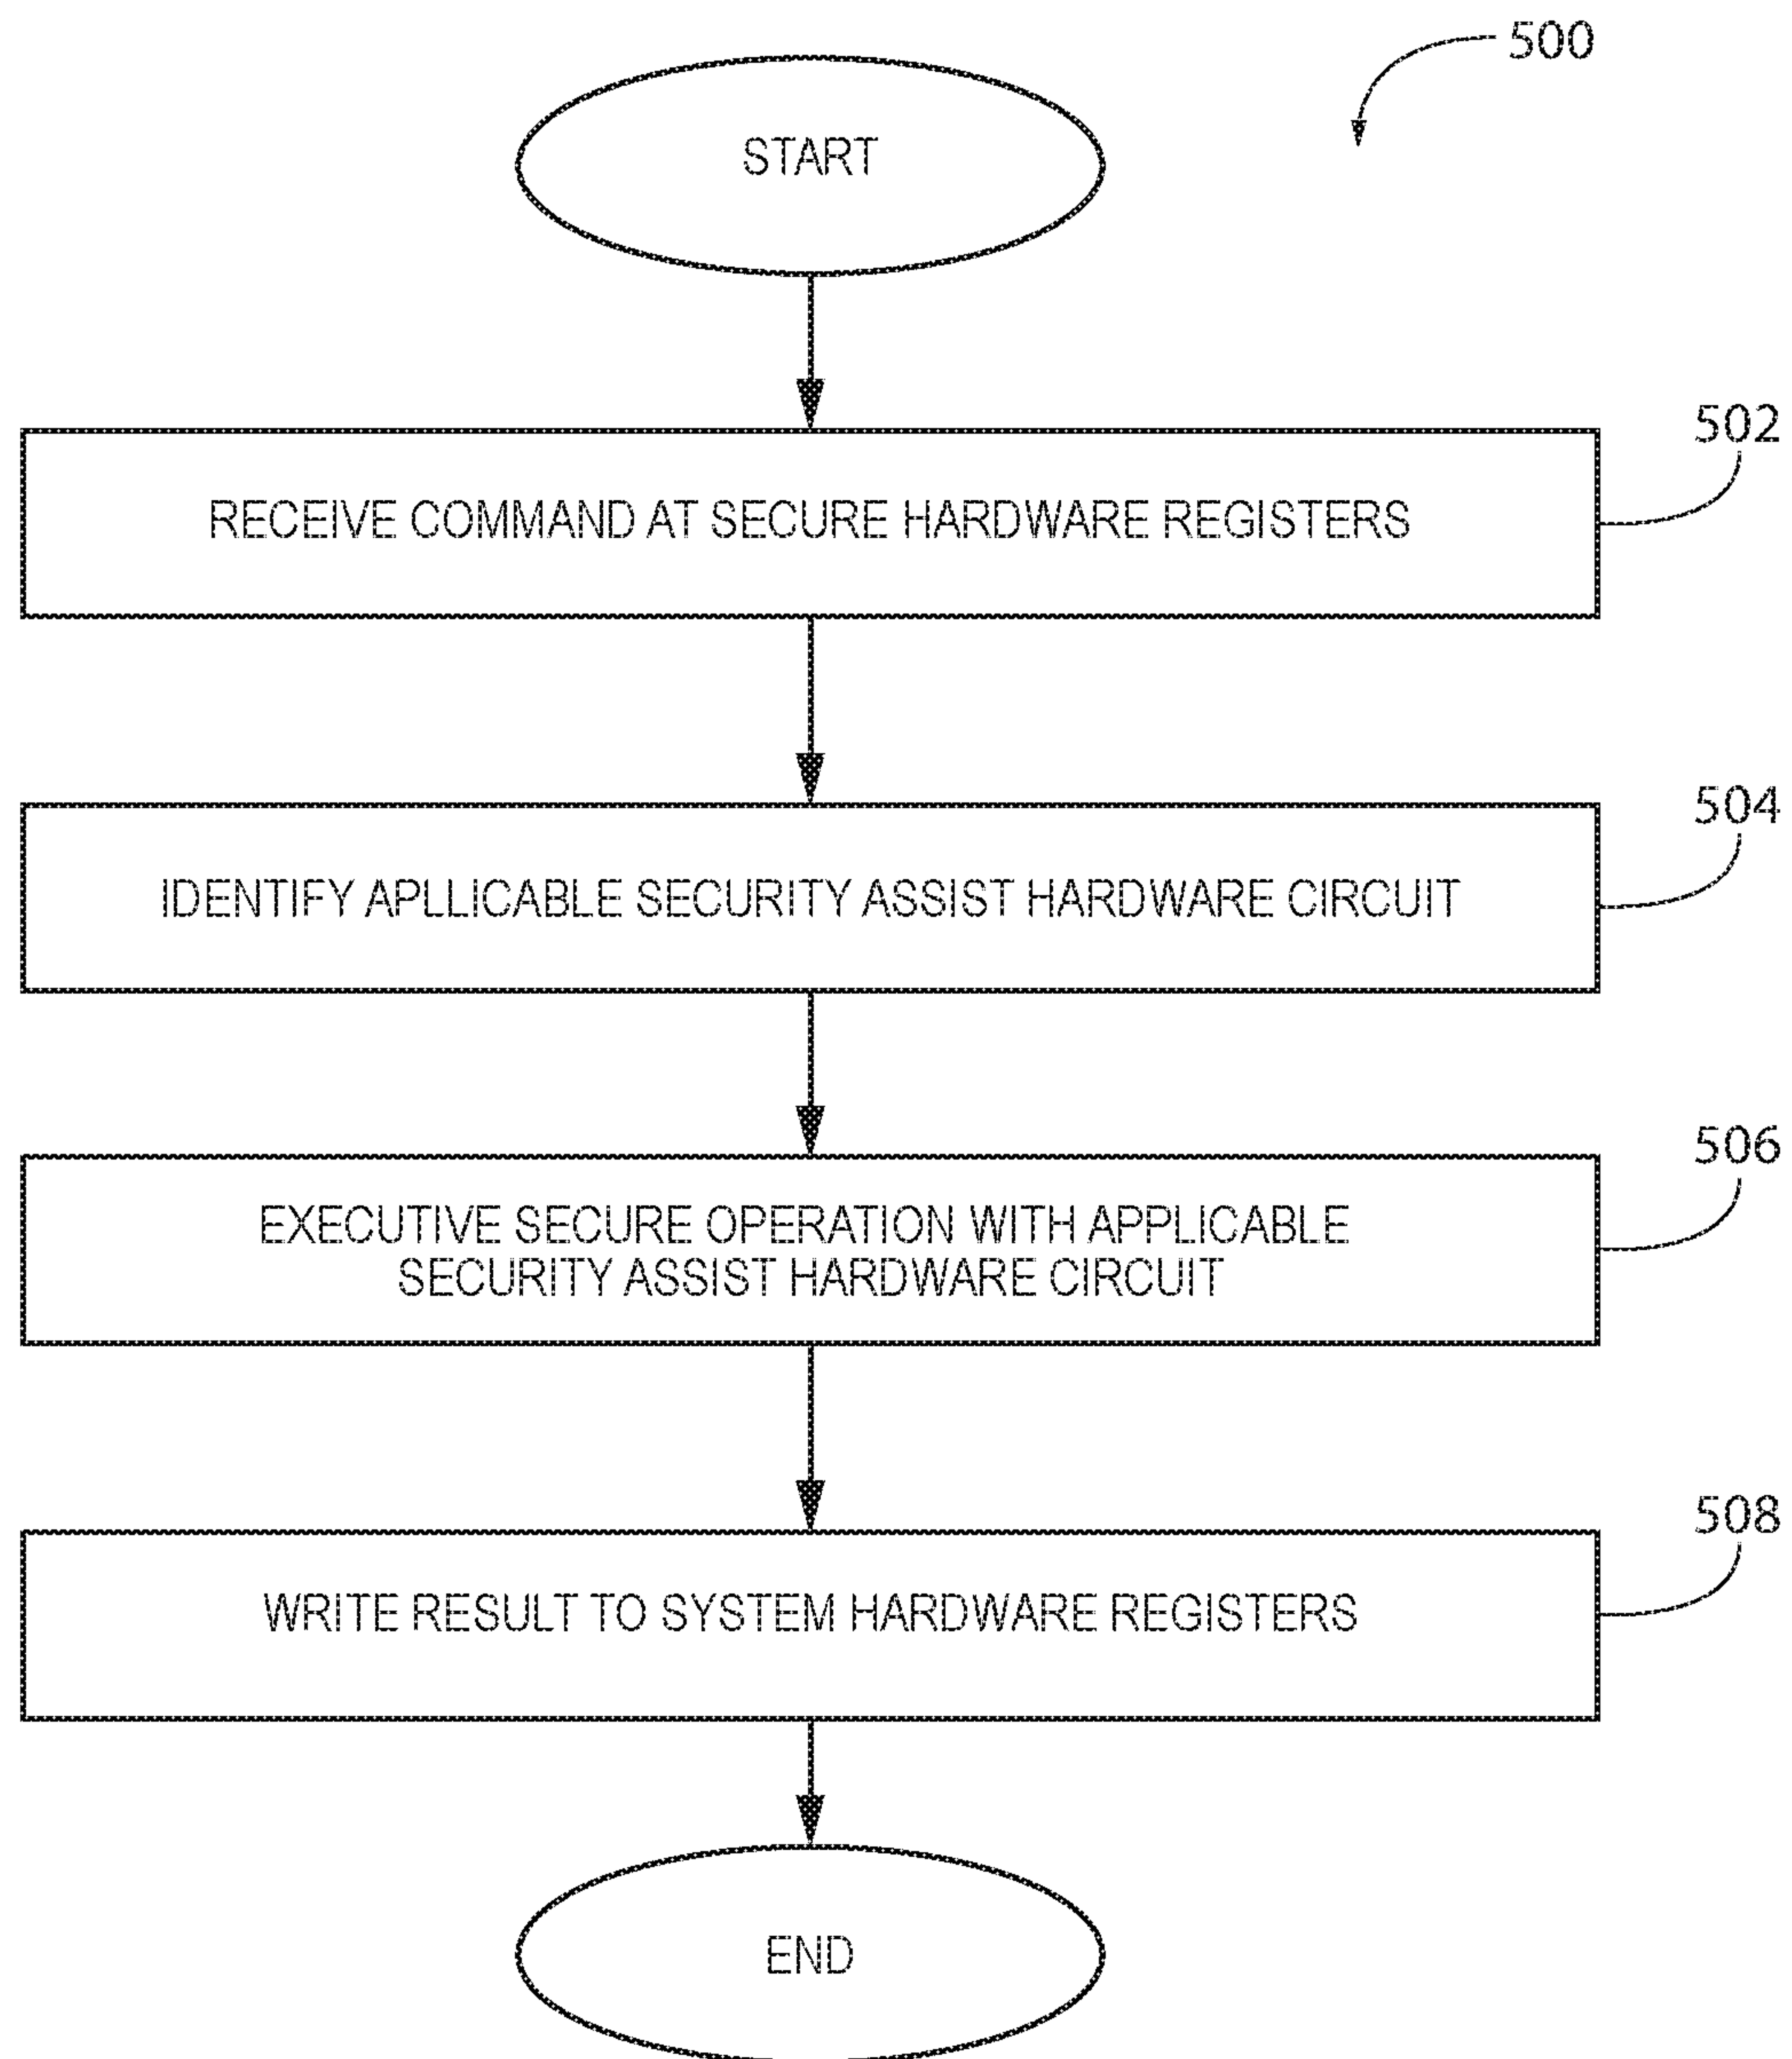 500
START
502
RECEIVE COMMAND AT SECURE HARDWARE REGISTERS
504
IDENTIFY APLLICABLE SECURITY ASSIST HARDWARE CIRCUIT
506
EXECUTIVE SECURE OPERATION WITH APPLICABLE
SECURITY ASSIST HARDWARE CIRCUIT
508
WRITE RESULT TO SYSTEM HARDWARE REGISTERS
END